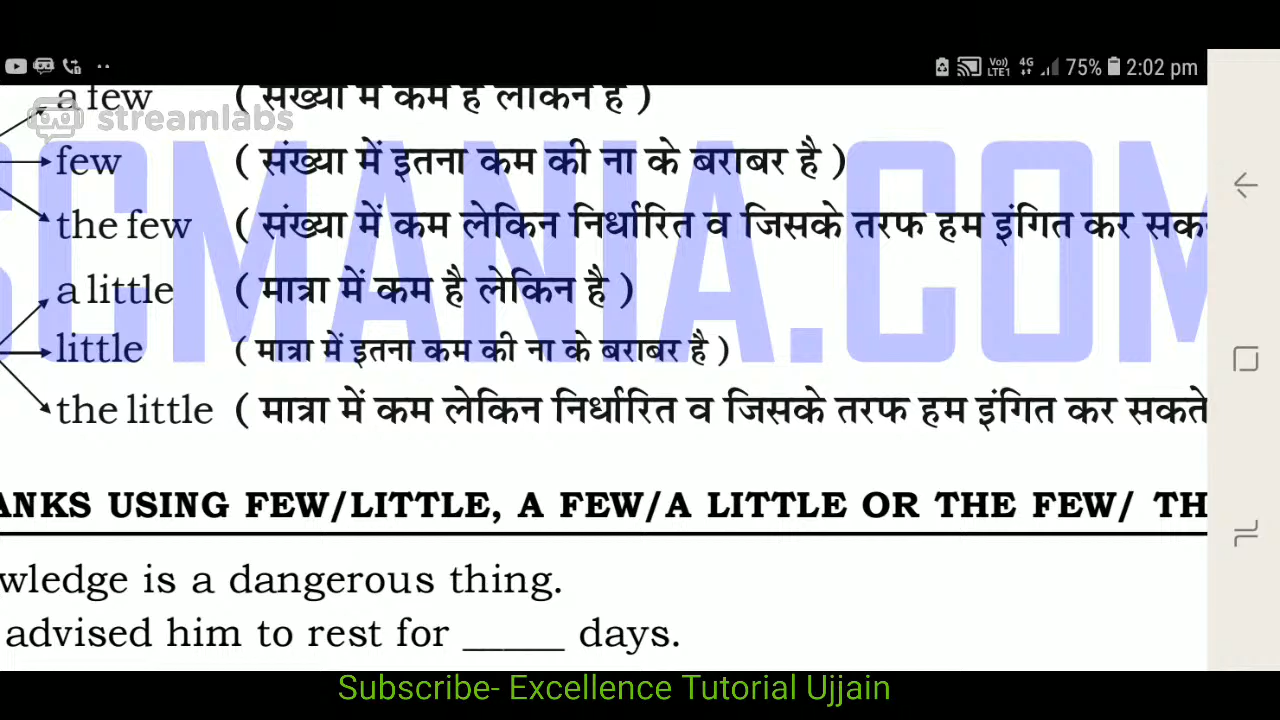 75% 2:02 pm
a few ( संख्या में कम है लेकिन है )
streamlabs
few ( संख्या में इतना कम की ना के बराबर है )
the few ( संख्या में कम लेकिन निर्धारित व जिसके तरफ हम इंगित कर सक
a little ( मात्रा में कम है लेकिन है )
SCMANIA.COM
little ( मात्रा में इतना कम की ना के बराबर है )
the little ( मात्रा में कम लेकिन निर्धारित व जिसके तरफ हम इंगित कर सकते
ANKS USING FEW/LITTLE, A FEW/A LITTLE OR THE FEW/ TH
wledge is a dangerous thing.
advised him to rest for _____ days.
Subscribe- Excellence Tutorial Ujjain